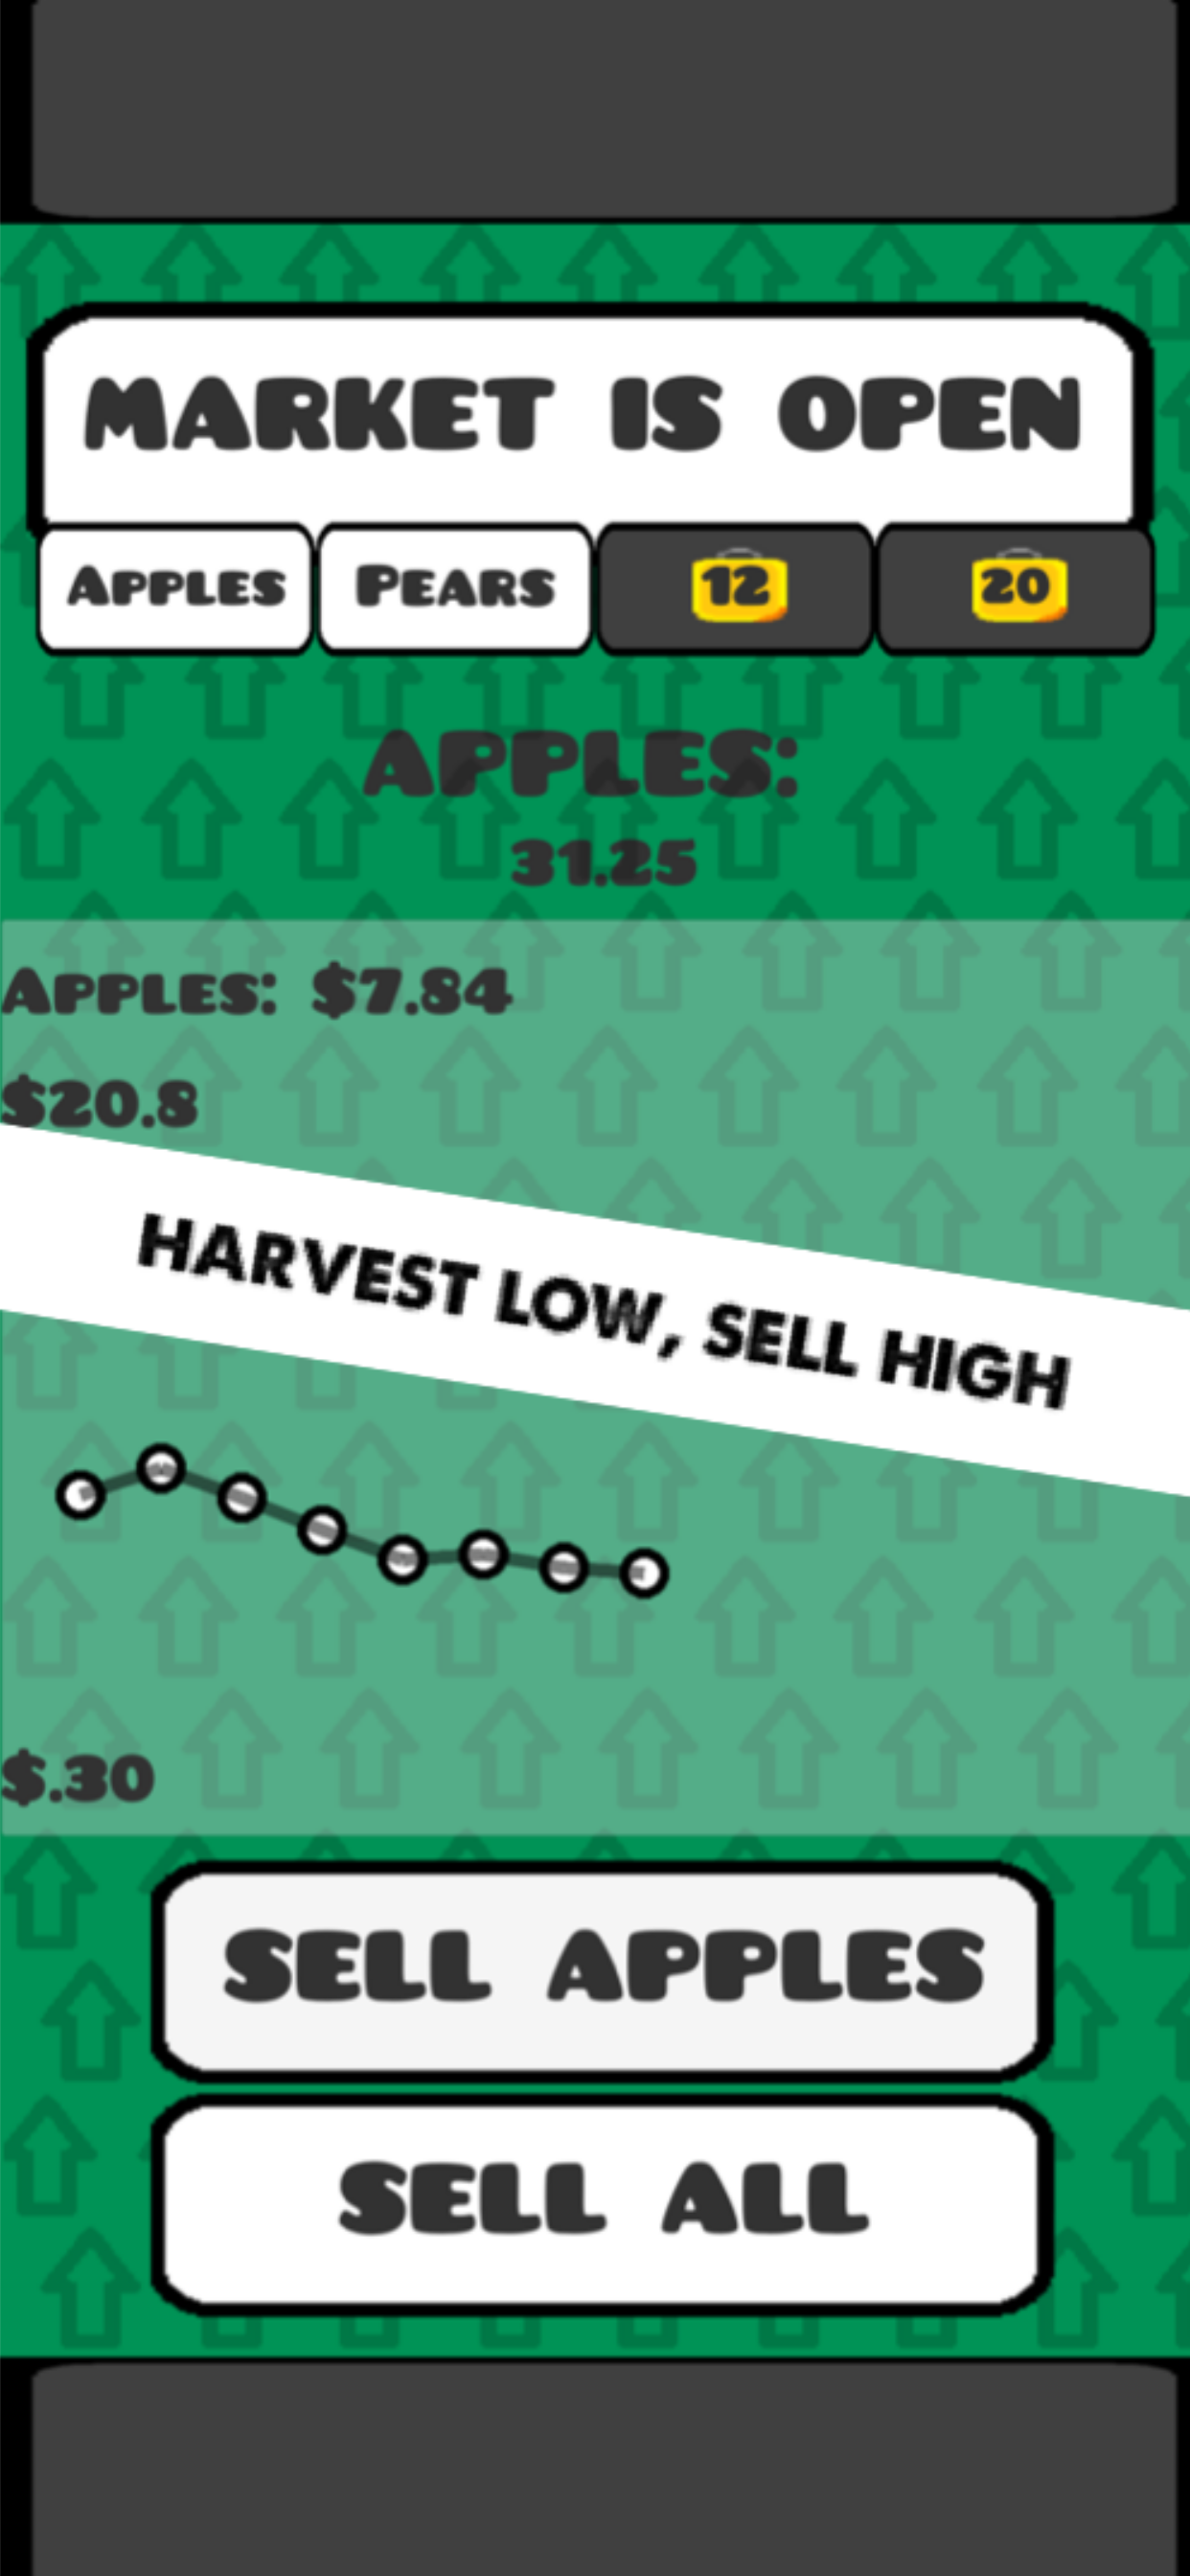 MARKET IS OPEN
APPLES PEARS 12 20
APPLES:
31.25
APPLES: $7.84
$20.8
HARVEST LOW, SELL HIGH
$.30
SELL APPLES
SELL ALL